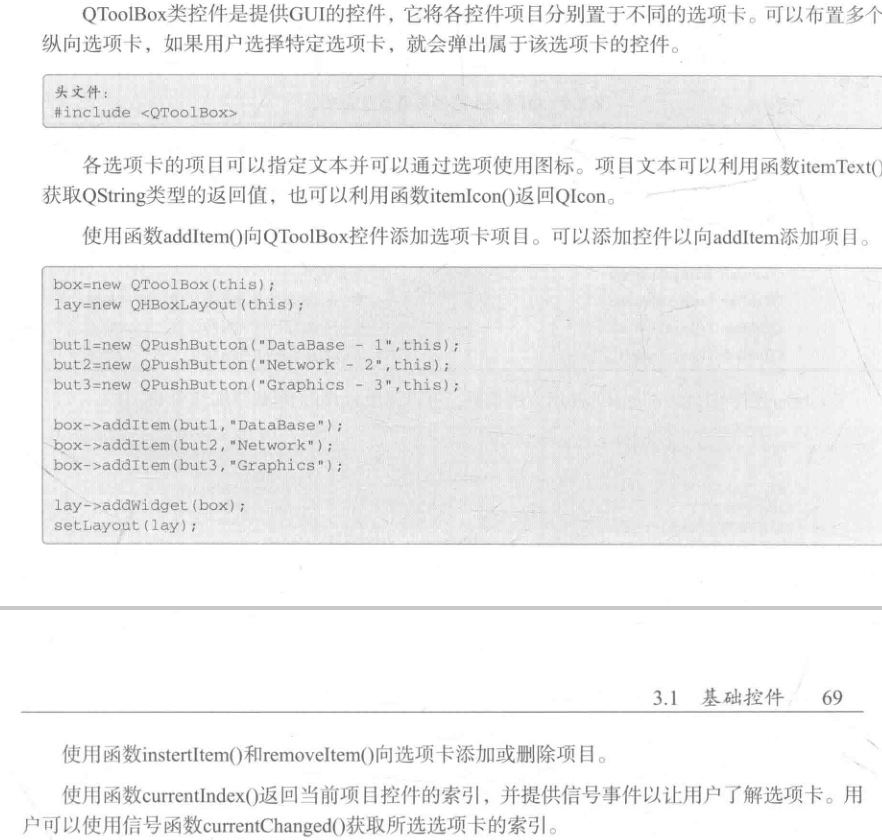 QToolBox类控件是提供GUI的控件，它将各控件项目分别置于不同的选项卡。可以布置多个
纵向选项卡，如果用户选择特定选项卡，就会弹出属于该选项卡的控件。
头文件：
#include <QToolBox>
各选项卡的项目可以指定文本并可以通过选项使用图标。项目文本可以利用函数itemText()
获取QString类型的返回值，也可以利用函数itemIcon()返回QIcon。
使用函数addItem()向QToolBox控件添加选项卡项目。可以添加控件以向addItem添加项目。
box=new QToolBox(this);
lay=new QHBoxLayout(this);
but1=new QPushButton("DataBase - 1",this);
but2=new QPushButton("Network - 2",this);
but3=new QPushButton("Graphics - 3",this);
box->addItem(but1,"DataBase");
box->addItem(but2,"Network");
box->addItem(but3,"Graphics");
lay->addWidget(box);
setLayout(lay);
3.1 基础控件 69
使用函数instertItem()和removeItem()向选项卡添加或删除项目。
使用函数currentIndex()返回当前项目控件的索引，并提供信号事件以让用户了解选项卡。用
户可以使用信号函数currentChanged()获取所选选项卡的索引。